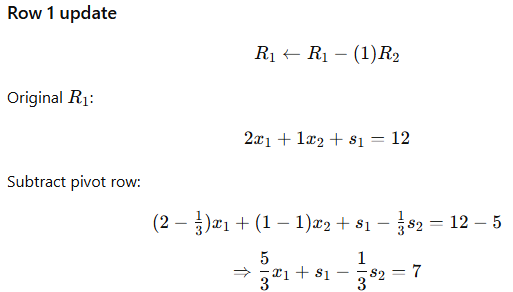 Row 1 update
R₁ ← R₁ − (1)R₂
Original R₁:
2x₁ + 1x₂ + s₁ = 12
Subtract pivot row:
(2 − 1/3)x₁ + (1 − 1)x₂ + s₁ − 1/3 s₂ = 12 − 5
⇒ 5/3 x₁ + s₁ − 1/3 s₂ = 7